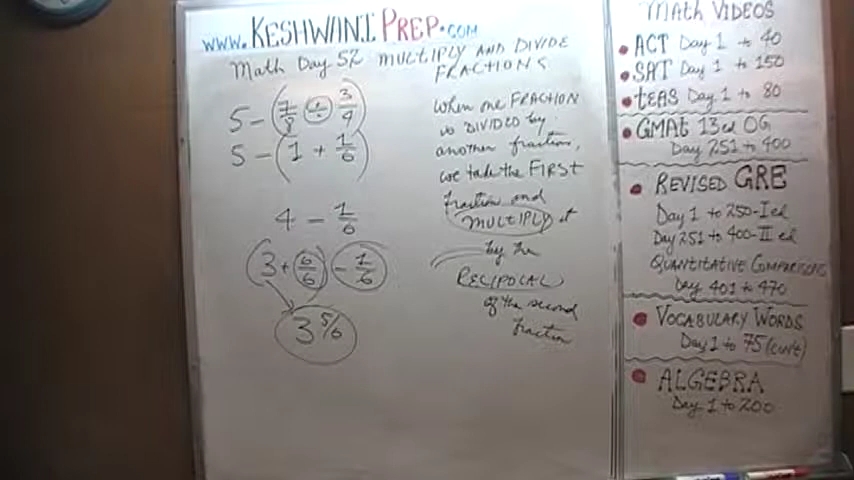 www.KESHWANIPREP.com
Math Day 52 MULTIPLY AND DIVIDE
FRACTIONS
5 - (7/8 ÷ 3/4)
5 - (1 + 1/6)
4 - 1/6
(3 + 6/6) - 1/6
3 5/6
When one FRACTION
is DIVIDED by
another fraction,
we take the FIRST
fraction and
MULTIPLY it
by the
RECIPOCAL
of the second
fraction
MATH VIDEOS
ACT Day 1 to 40
SAT Day 1 to 150
TEAS Day 1 to 80
GMAT 13ed OG
Day 251 to 400
REVISED GRE
Day 1 to 250-I ed
Day 251 to 400-II ed
QUANTITATIVE COMPARISONS
Day 401 to 470
VOCABULARY WORDS
Day 1 to 75
ALGEBRA
Day 1 to 200